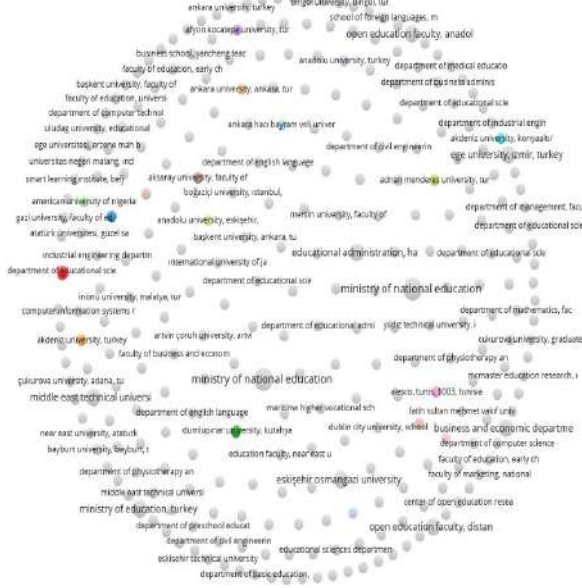 ankara university, turkey
bingöl university, bingöl, tur
school of foreign languages, m
afyon kocatepe university, tur
open education faculty, anadol
business school, yancheng teac
anadolu university, turkey
department of medical educatio
faculty of education, early ch
başkent university, faculty of
ankara university, ankara, tur
department of business adminis
faculty of education, universi
department of educational scie
department of computer technol
uludag university, educational
ankara haci bayram veli univer
department of industrial engin
akdeniz university, konyaaltı/
ege universitesi, orzene mah b
department of civil engineerin
ege university, izmir, turkey
universitas negeri malang, ind
department of english language
smart learning institute, beij
aksaray university, faculty of
adnan menderes university, tur
boğaziçi university, istanbul,
american university of nigeria
department of management, facu
gazi university, faculty of ed
anadolu university, eskişehir,
mersin university, faculty of
department of educational scie
atatürk üniversitesi, güzel sa
başkent university, ankara, tu
industrial engineering departm
international university of ja
educational administration, ha
department of educational scie
department of educational scie
department of educational scie
ministry of national education
inönü university, malatya, tur
computer information systems r
department of mathematics, fac
department of educational admi
yildiz technical university, i
akdeniz university, turkey
artvin çoruh university, artvi
cukurova university, graduate
faculty of business and econom
department of physiotherapy an
çukurova university, adana, tu
ministry of national education
mcmaster education research, i
middle east technical universi
alesco, tunis, 1003, tunisie
department of english language
maritime higher vocational sch
fatih sultan mehmet vakif univ
near east university, ataturk
dumlupinar university, kutahya
dublin city university, school
business and economic departme
bayburt university, bayburt, t
education faculty, near east u
department of computer science
faculty of education, early ch
department of physiotherapy an
eskişehir osmangazi university
faculty of marketing, national
middle east technical universi
center of open education resea
ministry of education, turkey
department of preschool educat
open education faculty, distan
department of civil engineerin
educational sciences departmen
eskisehir technical university
department of basic education,